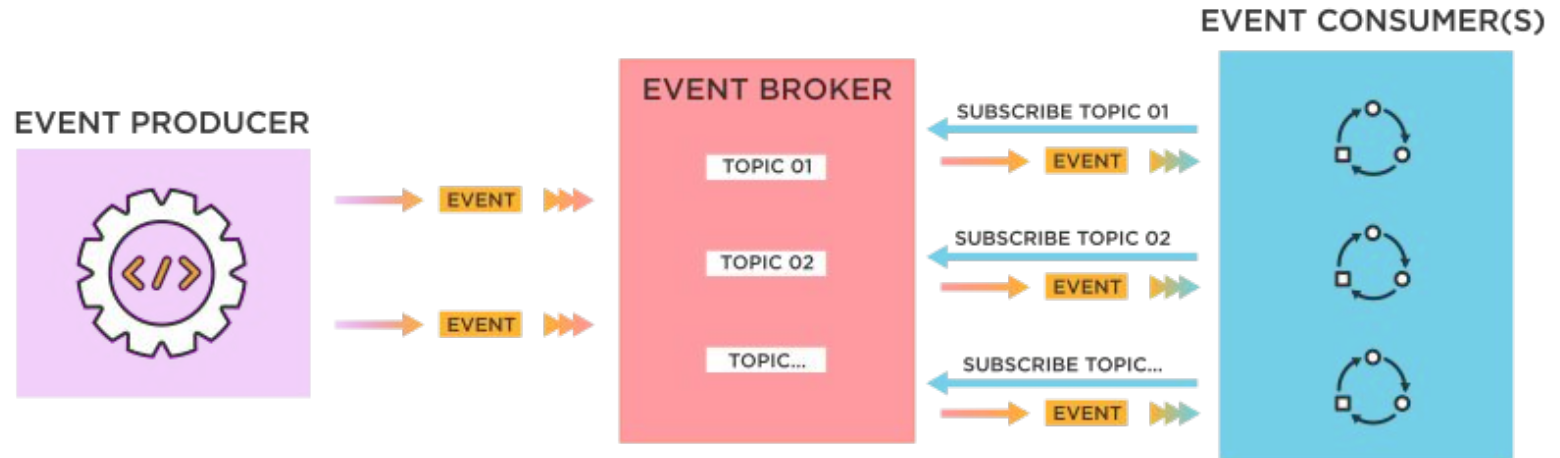 EVENT PRODUCER
</>
EVENT
EVENT
EVENT BROKER
TOPIC 01
TOPIC 02
TOPIC...
SUBSCRIBE TOPIC 01
EVENT
SUBSCRIBE TOPIC 02
EVENT
SUBSCRIBE TOPIC...
EVENT
EVENT CONSUMER(S)